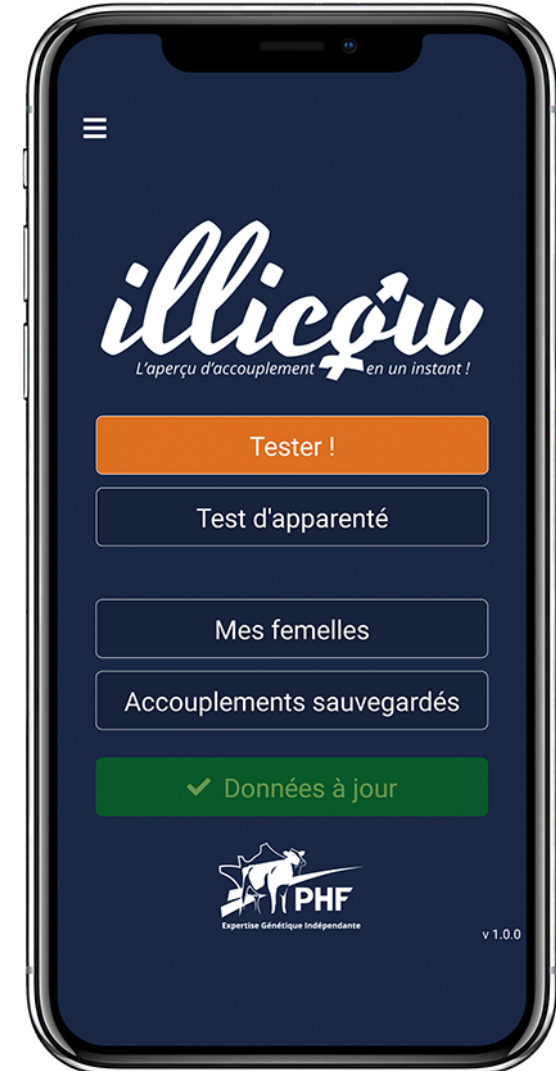 illicow
L'aperçu d'accouplement en un instant !
Tester !
Test d'apparenté
Mes femelles
Accouplements sauvegardés
Données à jour
PHF
Expertise Génétique Indépendante
v 1.0.0